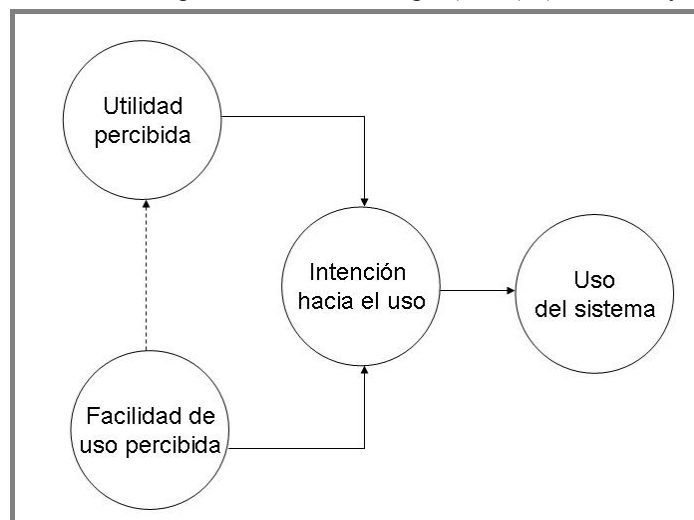 Utilidad
percibida
Intención
hacia el uso
Uso
del sistema
Facilidad de
uso percibida